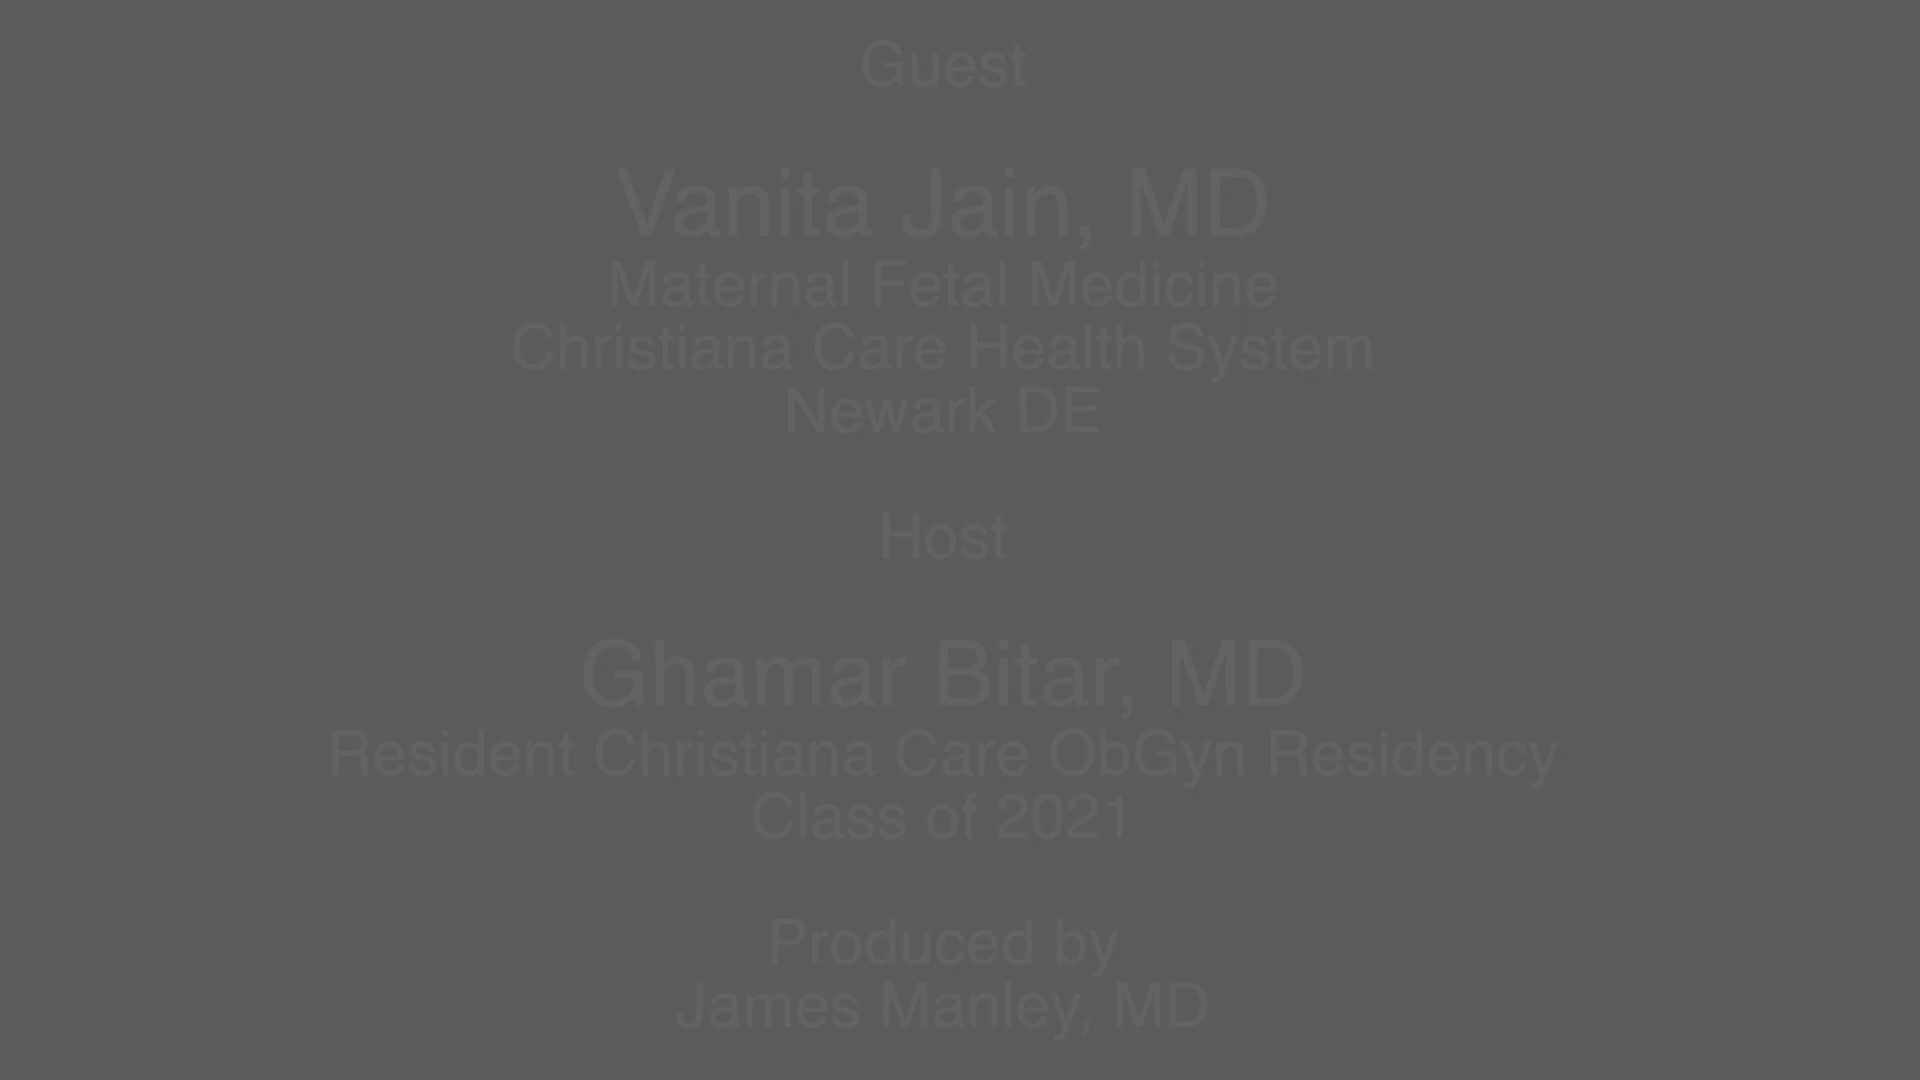 Guest
Vanita Jain, MD
Maternal Fetal Medicine
Christiana Care Health System
Newark DE
Host
Ghamar Bitar, MD
Resident Christiana Care ObGyn Residency
Class of 2021
Produced by
James Manley, MD